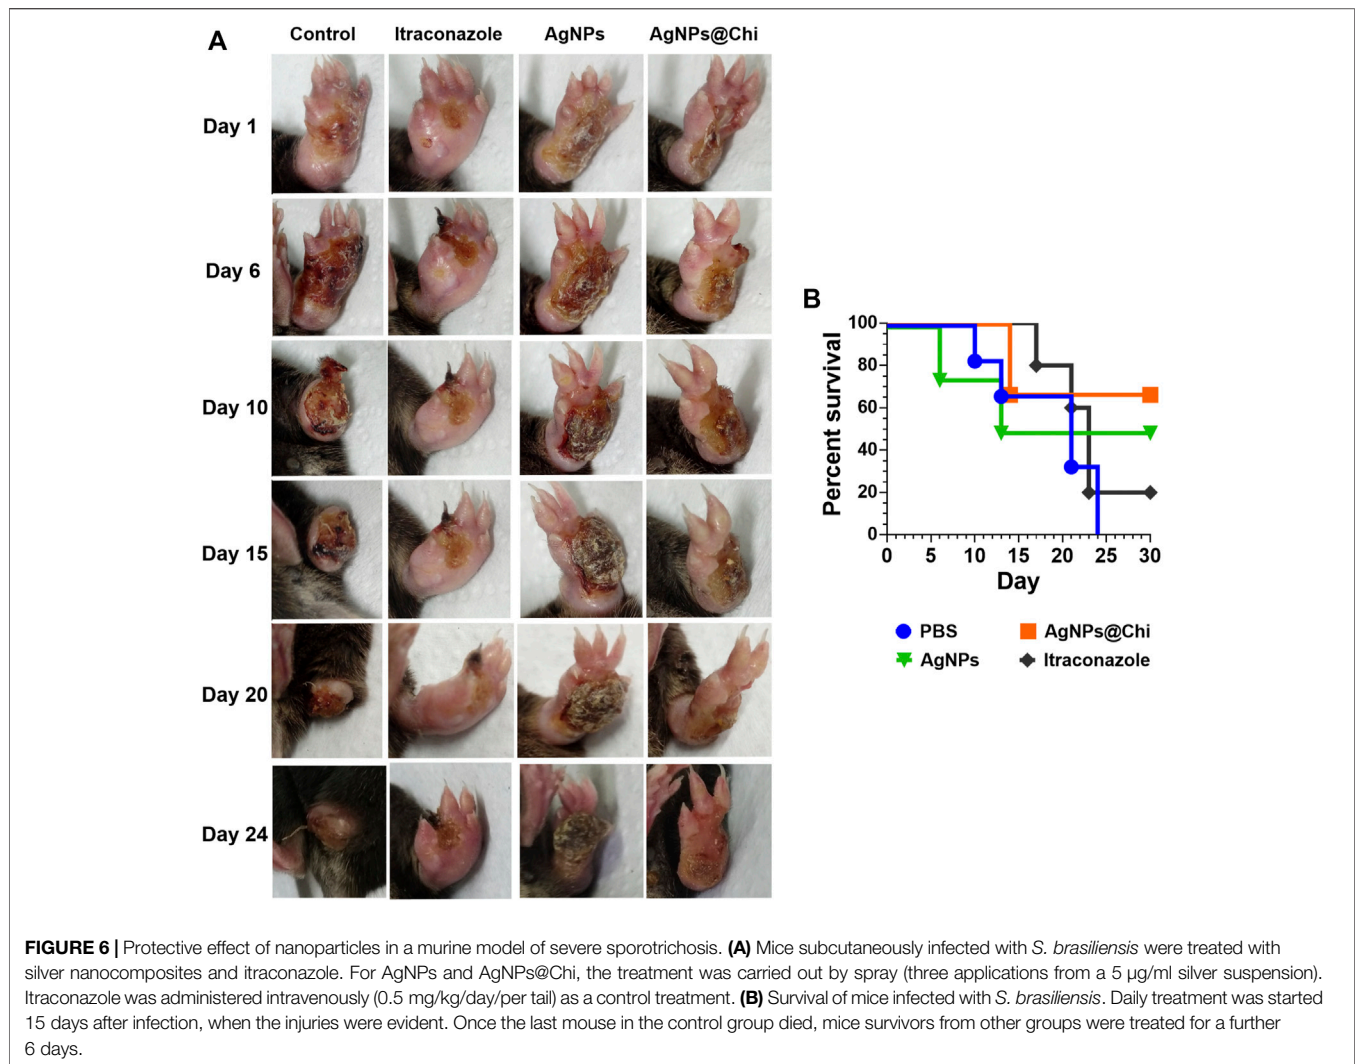 A
Control Itraconazole AgNPs AgNPs@Chi
Day 1
Day 6
Day 10
Day 15
Day 20
Day 24
B
Percent survival
100
80
60
40
20
0
0 5 10 15 20 25 30
Day
PBS AgNPs@Chi
AgNPs Itraconazole
FIGURE 6 | Protective effect of nanoparticles in a murine model of severe sporotrichosis. (A) Mice subcutaneously infected with S. brasiliensis were treated with
silver nanocomposites and itraconazole. For AgNPs and AgNPs@Chi, the treatment was carried out by spray (three applications from a 5 µg/ml silver suspension).
Itraconazole was administered intravenously (0.5 mg/kg/day/per tail) as a control treatment. (B) Survival of mice infected with S. brasiliensis. Daily treatment was started
15 days after infection, when the injuries were evident. Once the last mouse in the control group died, mice survivors from other groups were treated for a further
6 days.